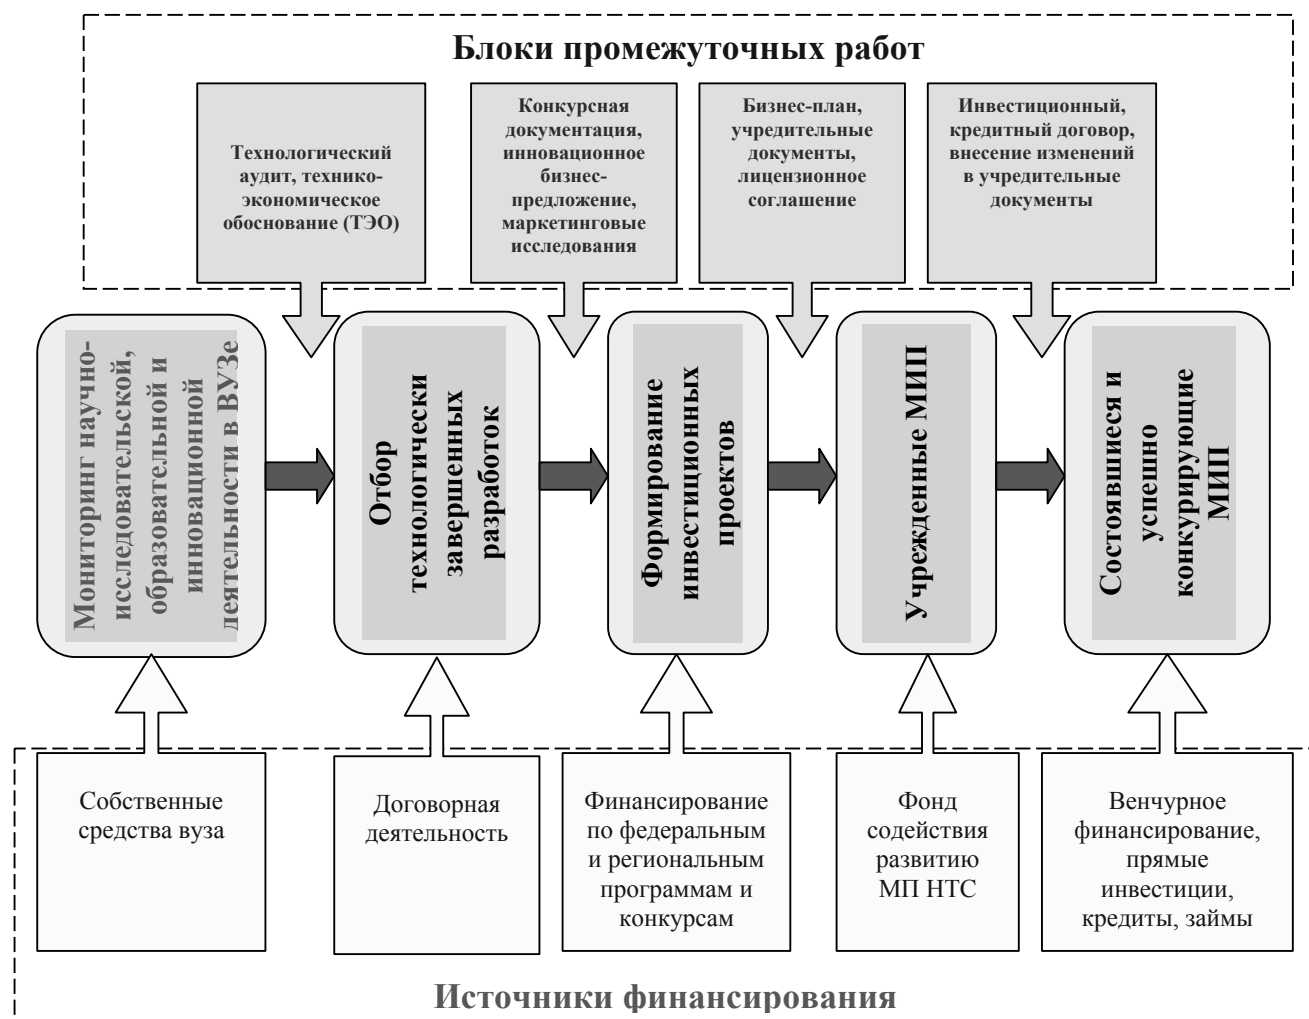 Блоки промежуточных работ
Технологический
аудит, технико-
экономическое
обоснование (ТЭО)
Конкурсная
документация,
инновационное
бизнес-
предложение,
маркетинговые
исследования
Бизнес-план,
учредительные
документы,
лицензионное
соглашение
Инвестиционный,
кредитный договор,
внесение изменений
в учредительные
документы
Мониторинг научно-
исследовательской,
образовательной и
инновационной
деятельности в ВУЗе
Отбор
технологически
завершенных
разработок
Формирование
инвестиционных
проектов
Учрежденные МИП
Состоявшиеся и
успешно
конкурирующие
МИП
Собственные
средства вуза
Договорная
деятельность
Финансирование
по федеральным
и региональным
программам и
конкурсам
Фонд
содействия
развитию
МП НТС
Венчурное
финансирование,
прямые
инвестиции,
кредиты, займы
Источники финансирования